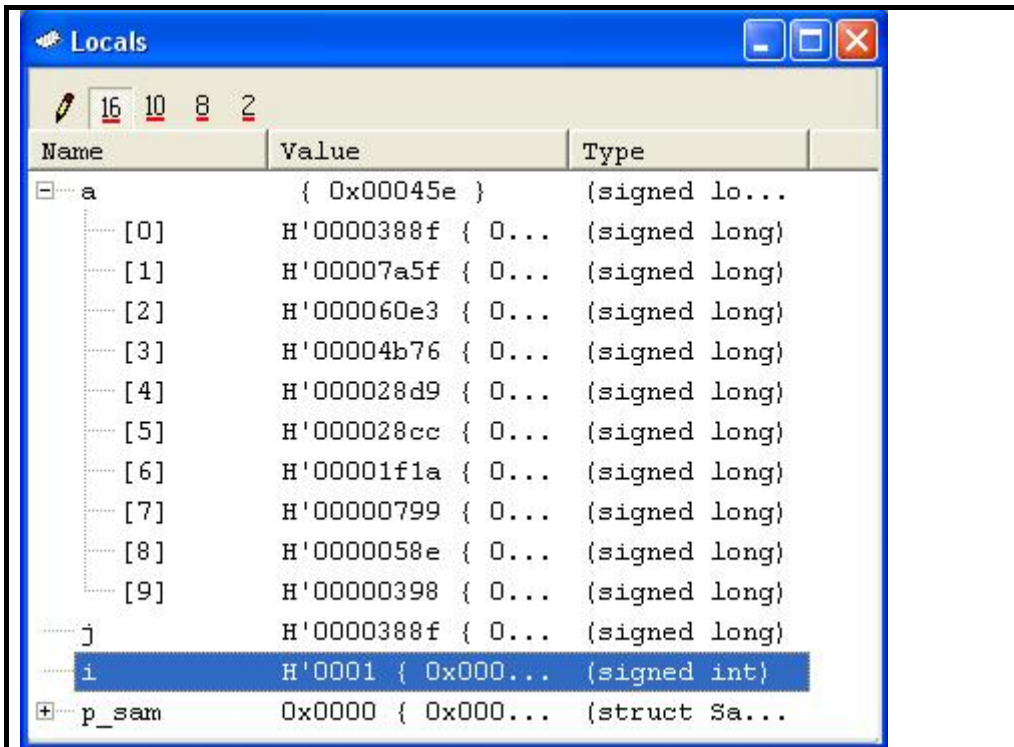 Locals
16 10 8 2
Name Value Type
a { 0x00045e } (signed lo...
[0] H'0000388f { 0... (signed long)
[1] H'00007a5f { 0... (signed long)
[2] H'000060e3 { 0... (signed long)
[3] H'00004b76 { 0... (signed long)
[4] H'000028d9 { 0... (signed long)
[5] H'000028cc { 0... (signed long)
[6] H'00001f1a { 0... (signed long)
[7] H'00000799 { 0... (signed long)
[8] H'0000058e { 0... (signed long)
[9] H'00000398 { 0... (signed long)
j H'0000388f { 0... (signed long)
i H'0001 { 0x000... (signed int)
p_sam 0x0000 { 0x000... (struct Sa...